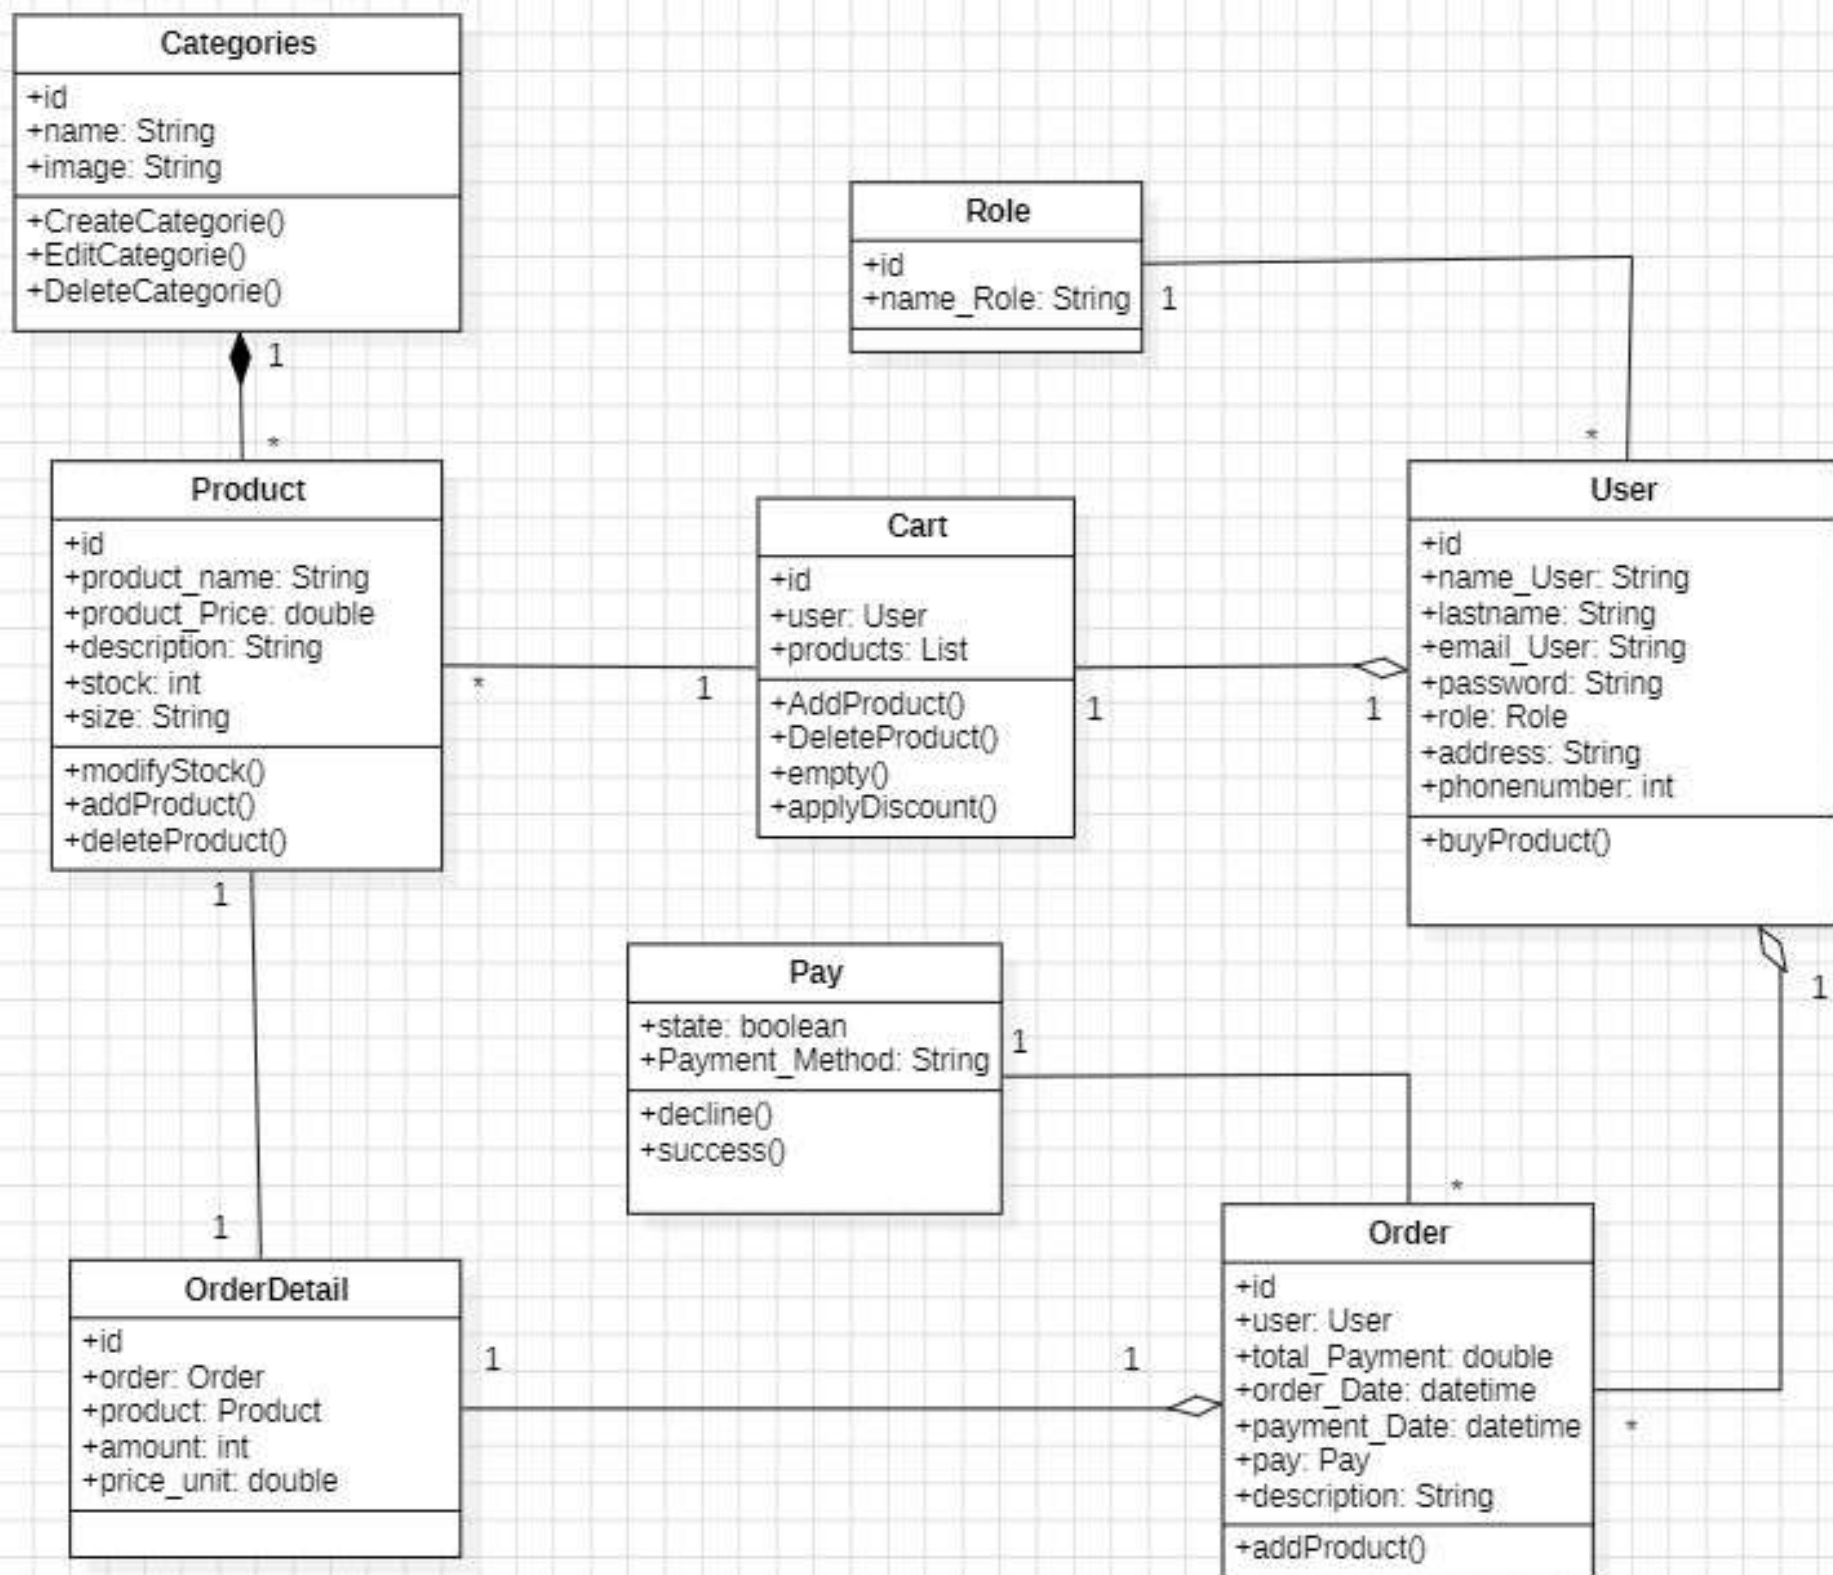 Categories
+id
+name: String
+image: String
+CreateCategorie()
+EditCategorie()
+DeleteCategorie()
1
*
Role
+id
+name_Role: String
1
*
Product
+id
+product_name: String
+product_Price: double
+description: String
+stock: int
+size: String
+modifyStock()
+addProduct()
+deleteProduct()
*
1
Cart
+id
+user: User
+products: List
+AddProduct()
+DeleteProduct()
+empty()
+applyDiscount()
1
1
User
+id
+name_User: String
+lastname: String
+email_User: String
+password: String
+role: Role
+address: String
+phonenumber: int
+buyProduct()
1
1
1
Pay
+state: boolean
+Payment_Method: String
+decline()
+success()
1
*
OrderDetail
+id
+order: Order
+product: Product
+amount: int
+price_unit: double
1
1
Order
+id
+user: User
+total_Payment: double
+order_Date: datetime
+payment_Date: datetime
+pay: Pay
+description: String
+addProduct()
*